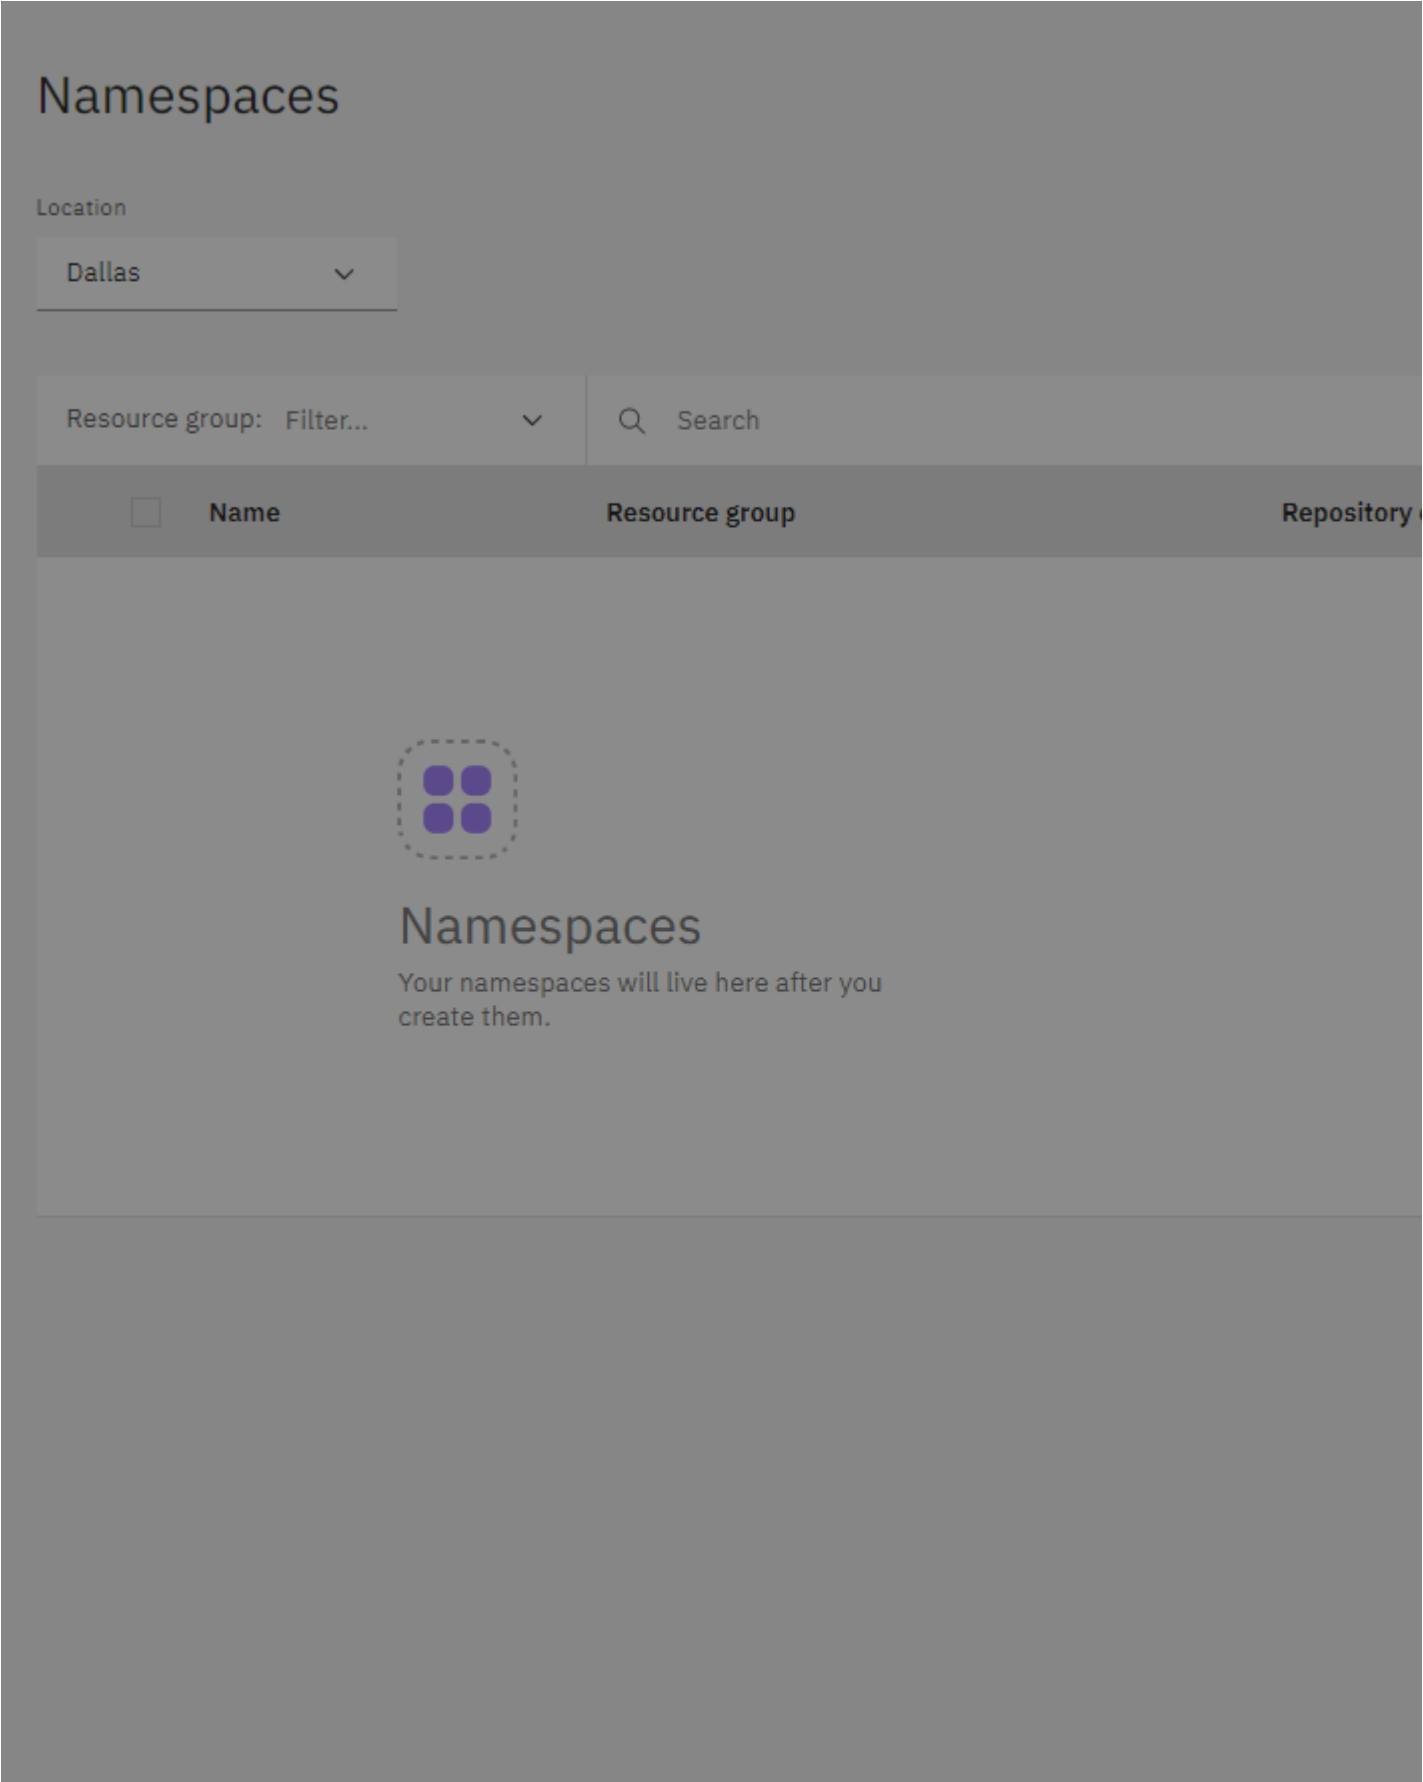 Namespaces
Location
Dallas
Resource group: Filter... Search
Name Resource group Repository
Namespaces
Your namespaces will live here after you
create them.